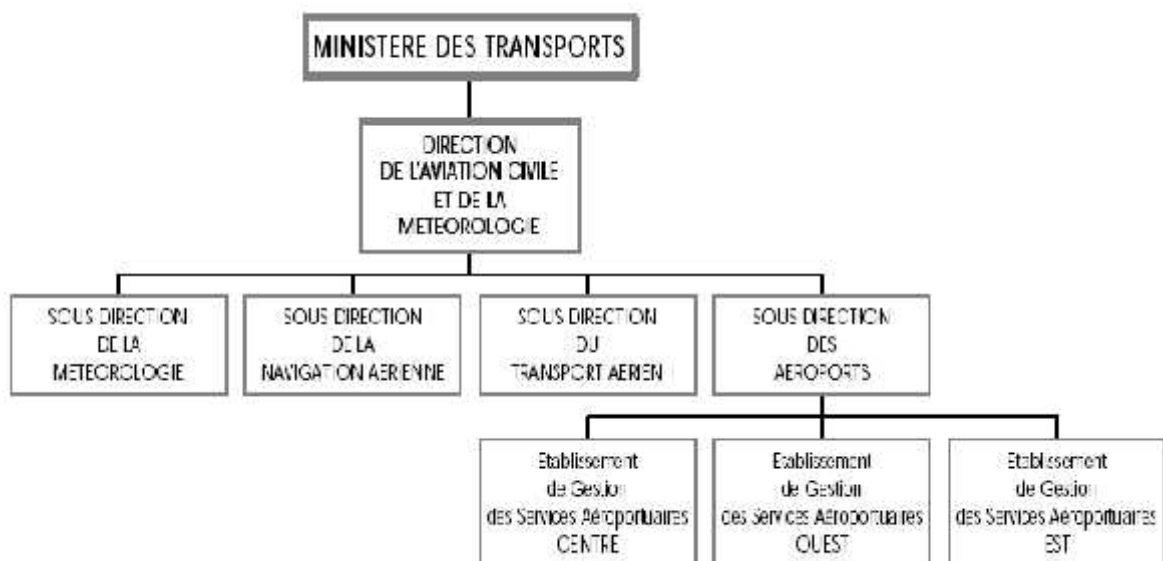 MINISTERE DES TRANSPORTS
DIRECTION
DE L'AVIATION CIVILE
ET DE LA
METEOROLOGIE
SOUS DIRECTION
DE LA
METEOROLOGIE
SOUS DIRECTION
DE LA
NAVIGATION AERIENNE
SOUS DIRECTION
DU
TRANSPORT AERIEN
SOUS DIRECTION
DES
AEROPORTS
Etablissement
de Gestion
des Services Aéroportuaires
CENTRE
Etablissement
de Gestion
des Services Aéroportuaires
OUEST
Etablissement
de Gestion
des Services Aéroportuaires
EST